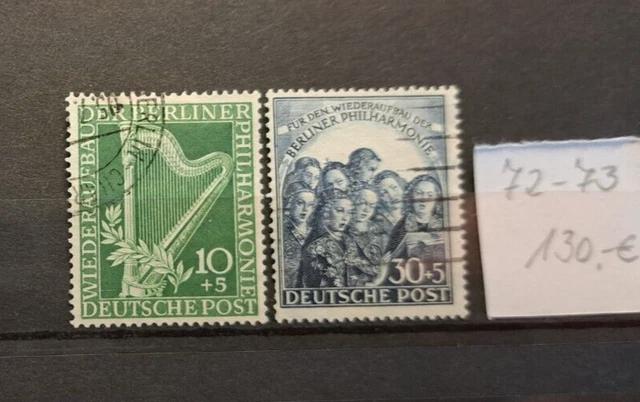 WIEDERAUFBAU DER BERLINER PHILHARMONIE
10
+5
DEUTSCHE POST
FÜR DEN WIEDERAUFBAU DER
BERLINER PHILHARMONIE
30+5
DEUTSCHE POST
72-73
130.-€